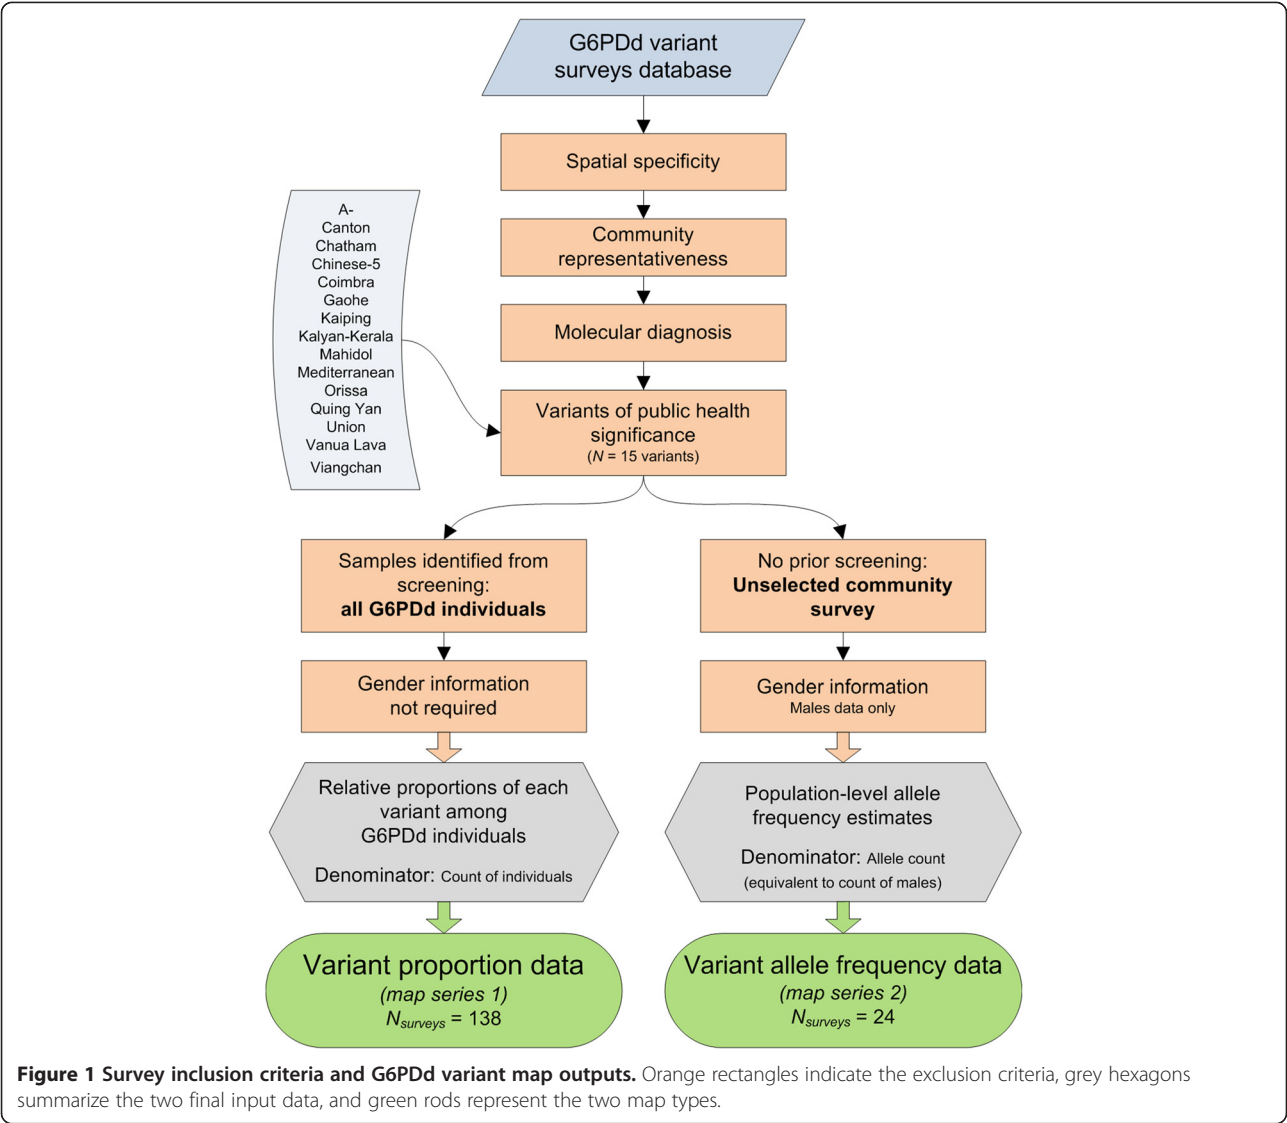 G6PDd variant
surveys database
Spatial specificity
Community
representativeness
Molecular diagnosis
Variants of public health
significance
(N = 15 variants)
A-
Canton
Chatham
Chinese-5
Coimbra
Gaohe
Kaiping
Kalyan-Kerala
Mahidol
Mediterranean
Orissa
Quing Yan
Union
Vanua Lava
Viangchan
Samples identified from
screening:
all G6PDd individuals
Gender information
not required
Relative proportions of each
variant among
G6PDd individuals
Denominator: Count of individuals
Variant proportion data
(map series 1)
Nsurveys = 138
No prior screening:
Unselected community
survey
Gender information
Males data only
Population-level allele
frequency estimates
Denominator: Allele count
(equivalent to count of males)
Variant allele frequency data
(map series 2)
Nsurveys = 24
Figure 1 Survey inclusion criteria and G6PDd variant map outputs. Orange rectangles indicate the exclusion criteria, grey hexagons
summarize the two final input data, and green rods represent the two map types.